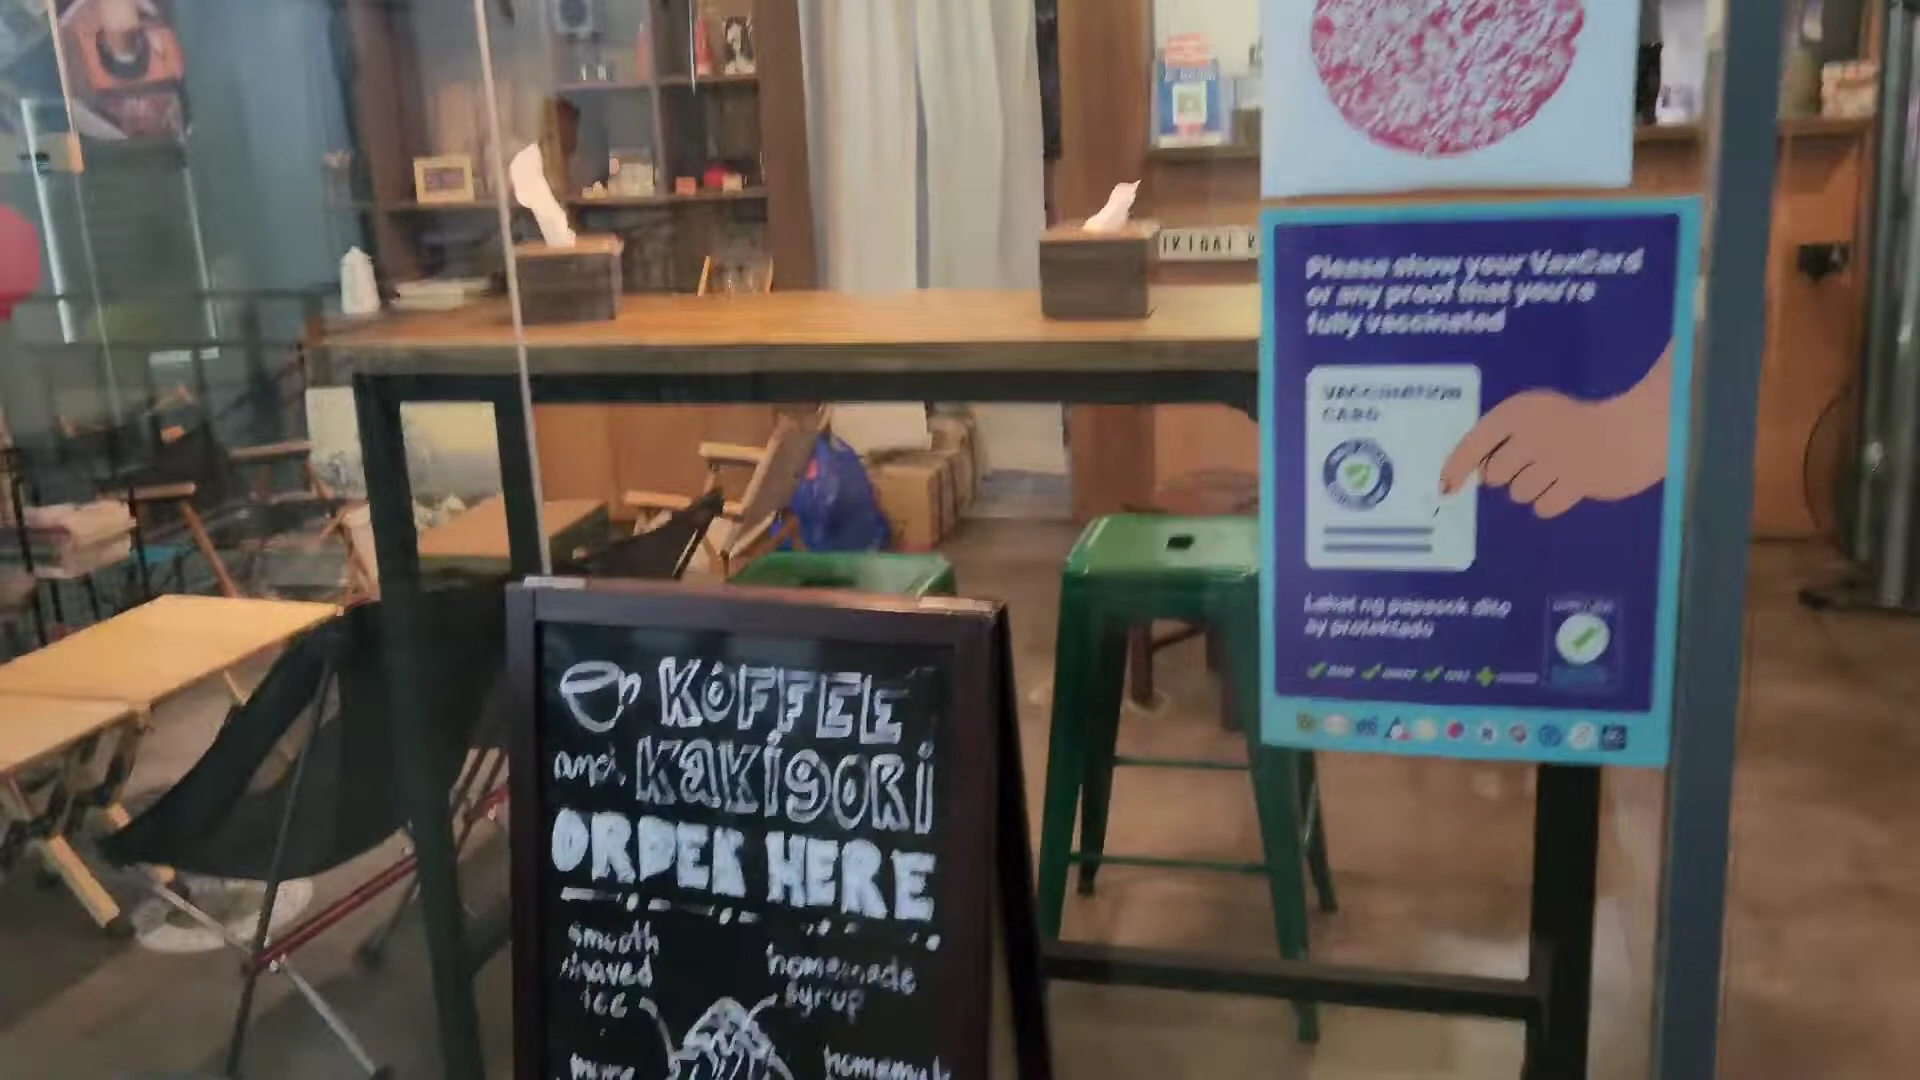 Please show your VaxCard
or any proof that you're
fully vaccinated
VACCINATION
CARD
Lahat ng papasok dito
ay protektado
KOFFEE
and KaKigORi
ORDER HERE
smooth
shaved
ice
homemade
syrup
more